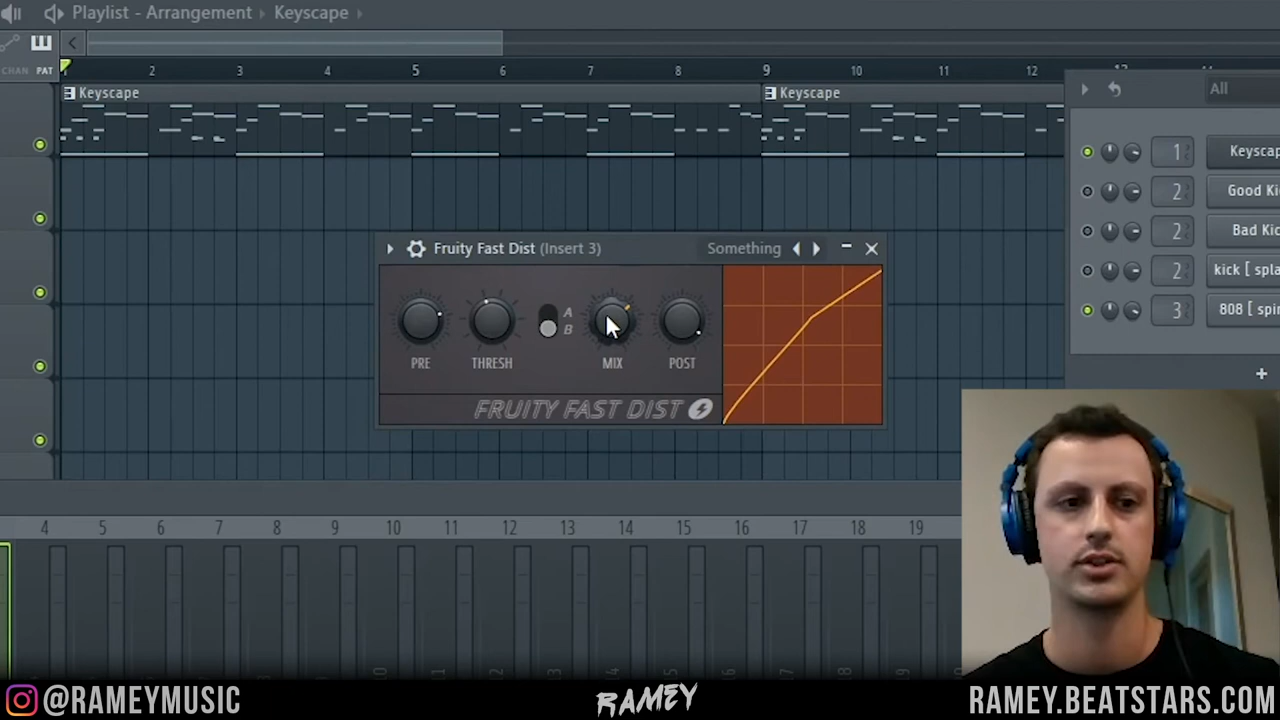 Playlist - Arrangement › Keyscape ›
CHAN PAT
1 2 3 4 5 6 7 8 9 10 11 12
Keyscape
Keyscape
All
1 Keyscap
2 Good Ki
2 Bad Kic
2 kick [ spla
3 808 [ spin
+
Fruity Fast Dist (Insert 3) Something
A
B
PRE THRESH MIX POST
FRUITY FAST DIST
4 5 6 7 8 9 10 11 12 13 14 15 16 17 18 19
@RAMEYMUSIC
RAMEY
RAMEY.BEATSTARS.COM